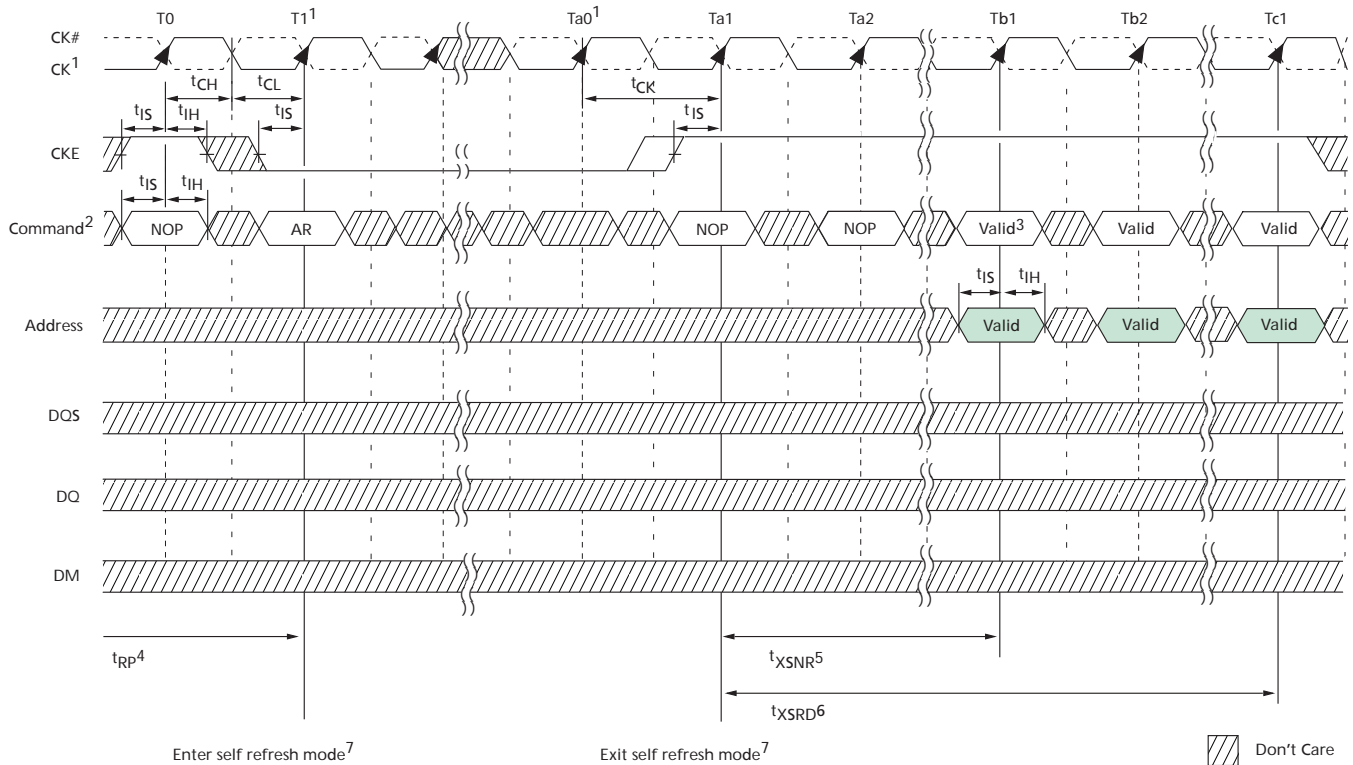 T0 T1¹ Ta0¹ Ta1 Ta2 Tb1 Tb2 Tc1
CK#
CK¹
tCH tCL tCK
tIS tIH tIS tIS
CKE
tIS tIH
Command² NOP AR NOP NOP Valid³ Valid Valid
tIS tIH
Address Valid Valid Valid
DQS
DQ
DM
tRP⁴ tXSNR⁵
tXSRD⁶
Enter self refresh mode⁷ Exit self refresh mode⁷ Don't Care